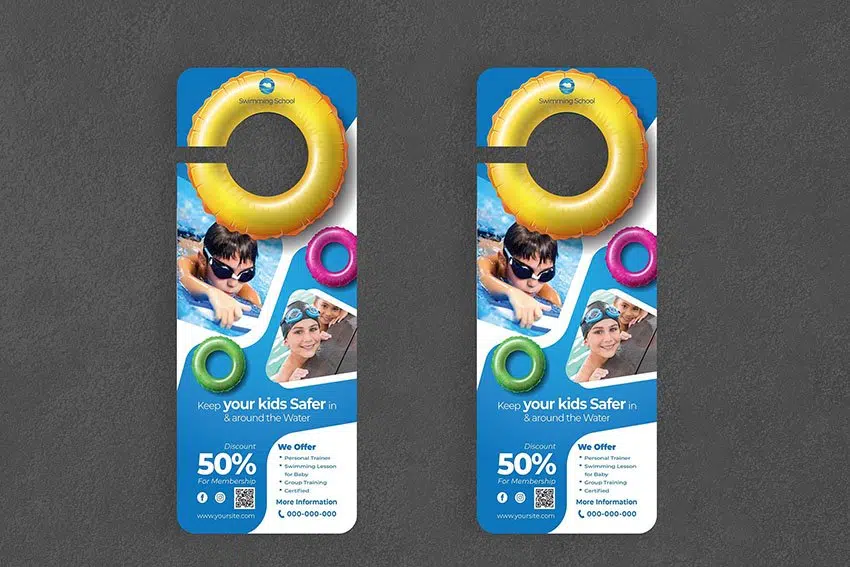 Swimming School
Keep your kids Safer in
& around the Water
Discount
50%
For Membership
www.yoursite.com
We Offer
* Personal Trainer
* Swimming Lesson
for Baby
* Group Training
* Certified
More Information
000-000-000
Swimming School
Keep your kids Safer in
& around the Water
Discount
50%
For Membership
www.yoursite.com
We Offer
* Personal Trainer
* Swimming Lesson
for Baby
* Group Training
* Certified
More Information
000-000-000